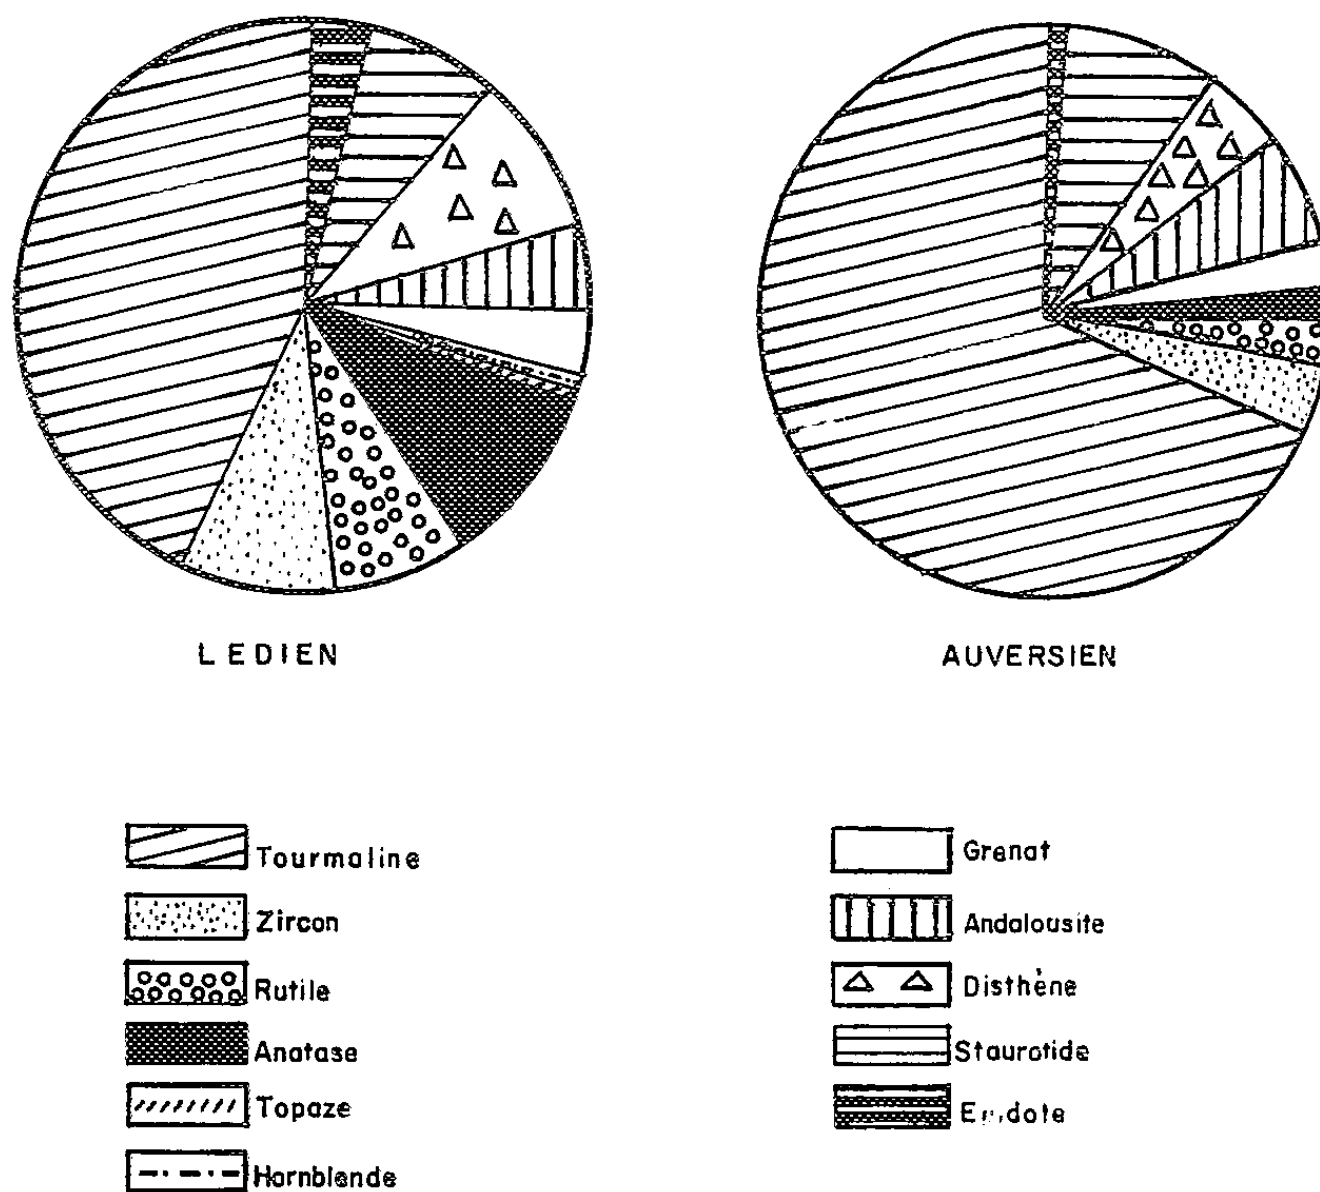 LEDIEN
AUVERSIEN
Tourmaline
Zircon
Rutile
Anatase
Topaze
Hornblende
Grenat
Andalousite
Disthène
Staurotide